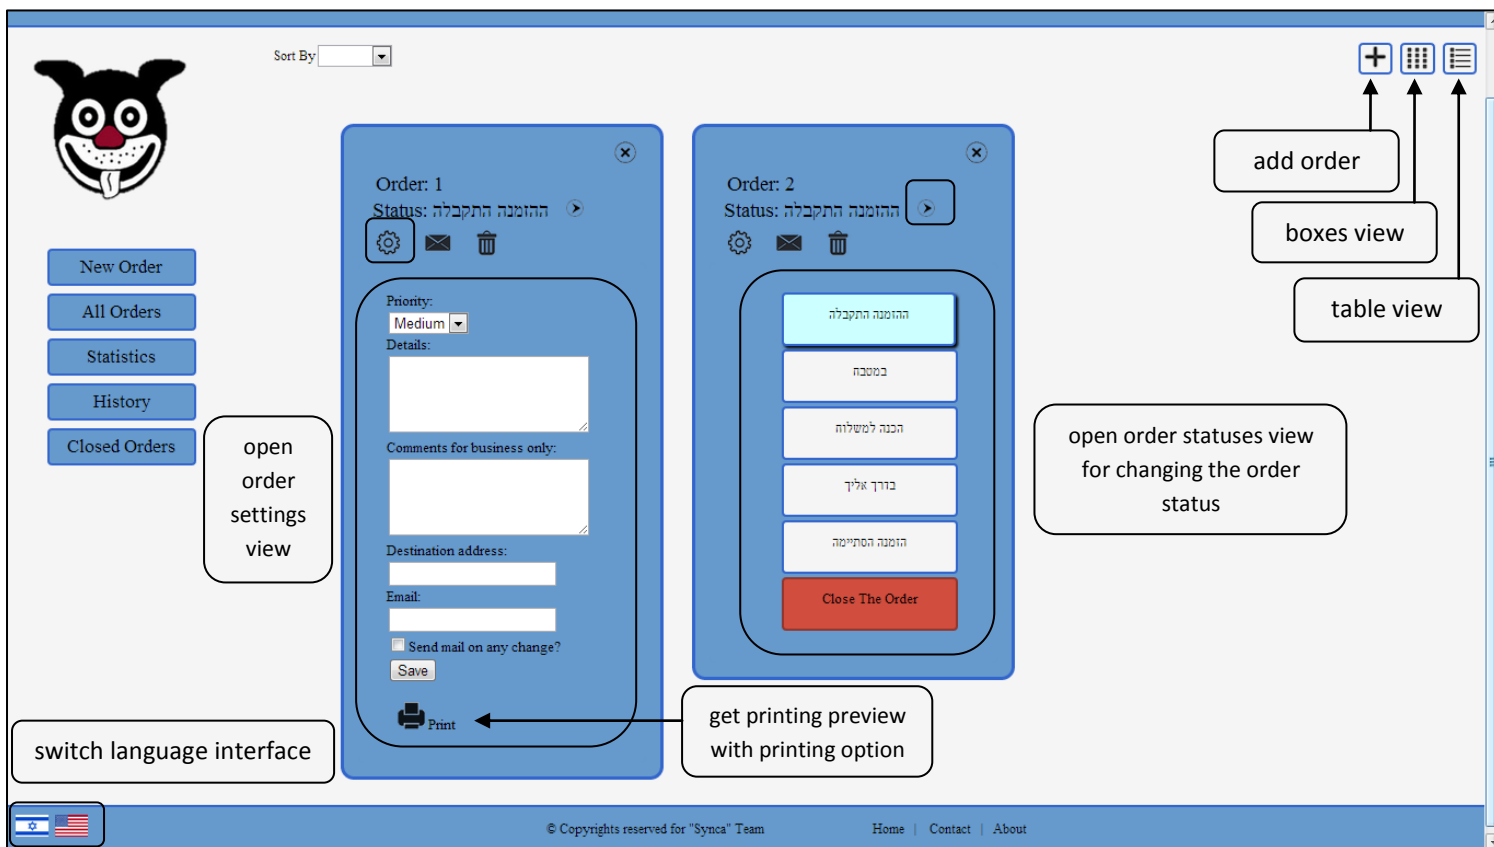 Sort By
add order
boxes view
table view
New Order
All Orders
Statistics
History
Closed Orders
open
order
settings
view
Order: 1
Status: ההזמנה התקבלה
Priority:
Medium
Details:
Comments for business only:
Destination address:
Email:
Send mail on any change?
Save
Print
Order: 2
Status: ההזמנה התקבלה
ההזמנה התקבלה
במטבח
הכנה למשלוח
בדרך אליך
הזמנה הסתיימה
Close The Order
open order statuses view
for changing the order
status
get printing preview
with printing option
switch language interface
© Copyrights reserved for "Synca" Team
Home | Contact | About